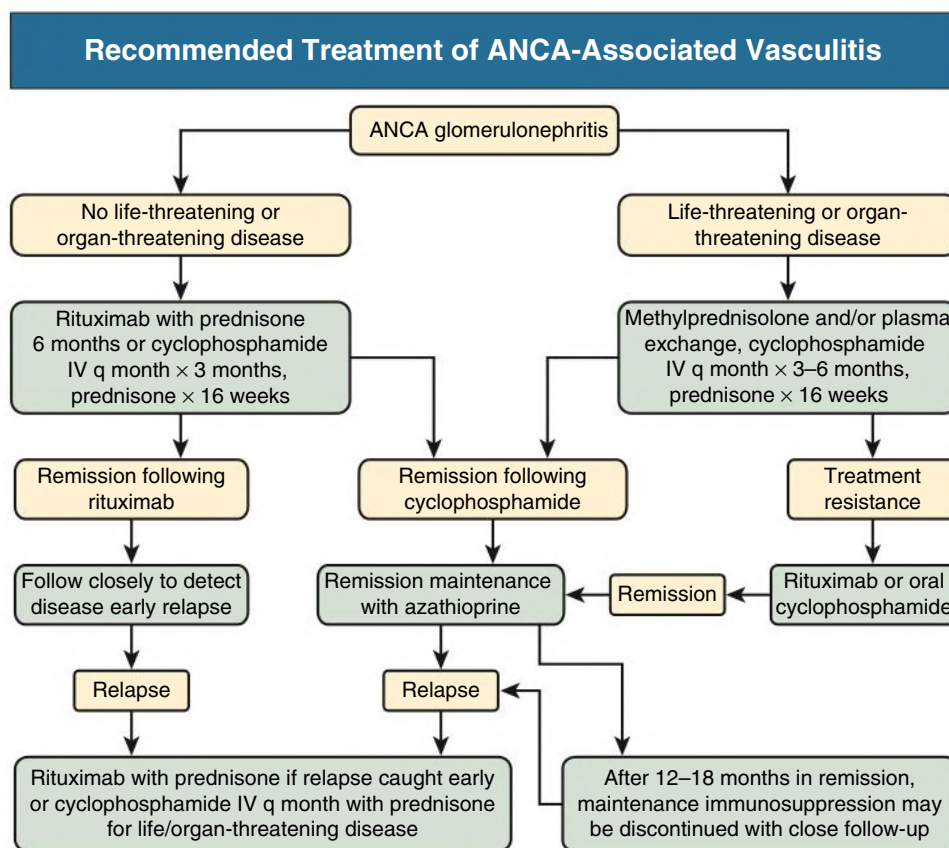 Recommended Treatment of ANCA-Associated Vasculitis
ANCA glomerulonephritis
No life-threatening or
organ-threatening disease
Life-threatening or organ-
threatening disease
Rituximab with prednisone
6 months or cyclophosphamide
IV q month × 3 months,
prednisone × 16 weeks
Methylprednisolone and/or plasma
exchange, cyclophosphamide
IV q month × 3–6 months,
prednisone × 16 weeks
Remission following
rituximab
Remission following
cyclophosphamide
Treatment
resistance
Follow closely to detect
disease early relapse
Remission maintenance
with azathioprine
Remission
Rituximab or oral
cyclophosphamide
Relapse
Relapse
Rituximab with prednisone if relapse caught early
or cyclophosphamide IV q month with prednisone
for life/organ-threatening disease
After 12–18 months in remission,
maintenance immunosuppression may
be discontinued with close follow-up